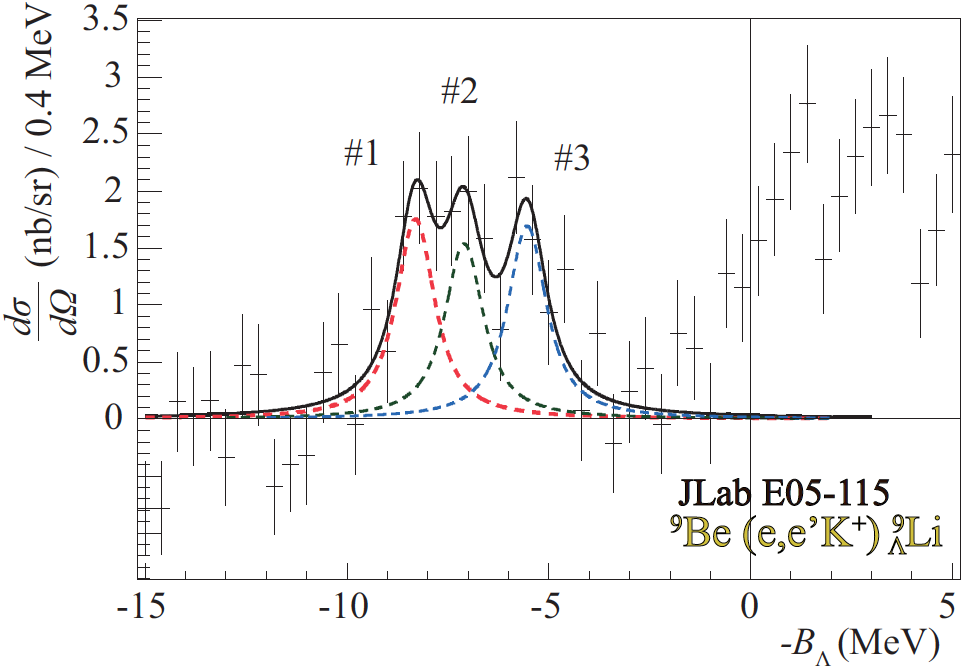 3.5
3
2.5
2
1.5
1
0.5
0
dσ
dΩ
(nb/sr) / 0.4 MeV
#1
#2
#3
JLab E05-115
⁹Be (e,e’K⁺) ⁹ΛLi
-15
-10
-5
0
5
-BΛ (MeV)